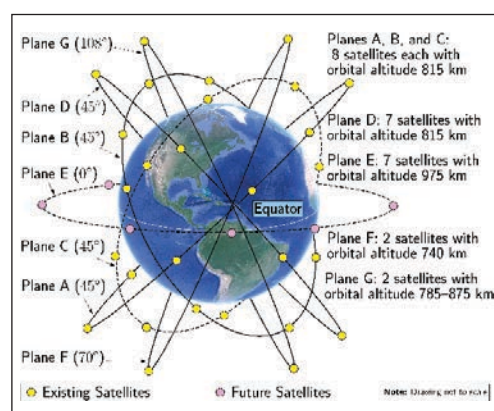 Plane G (108°)
Plane D (45°)
Plane B (45°)
Plane E (0°)
Plane C (45°)
Plane A (45°)
Plane F (70°)
Planes A, B, and C:
8 satellites each with
orbital altitude 815 km
Plane D: 7 satellites with
orbital altitude 815 km
Plane E: 7 satellites with
orbital altitude 975 km
Equator
Plane F: 2 satellites with
orbital altitude 740 km
Plane G: 2 satellites with
orbital altitude 785–875 km
Existing Satellites
Future Satellites
Note: Drawing not to scale